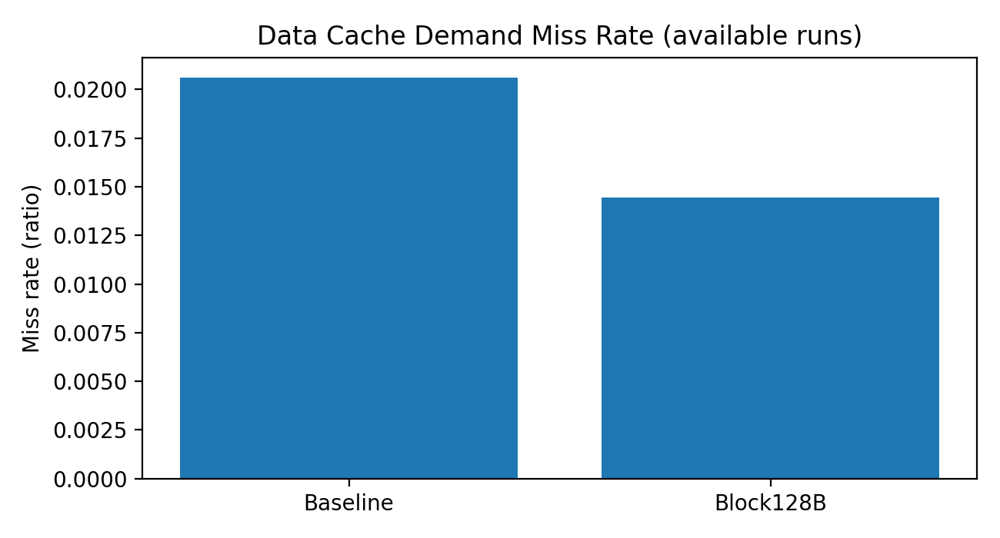 Data Cache Demand Miss Rate (available runs)
Miss rate (ratio)
0.0200
0.0175
0.0150
0.0125
0.0100
0.0075
0.0050
0.0025
0.0000
Baseline
Block128B